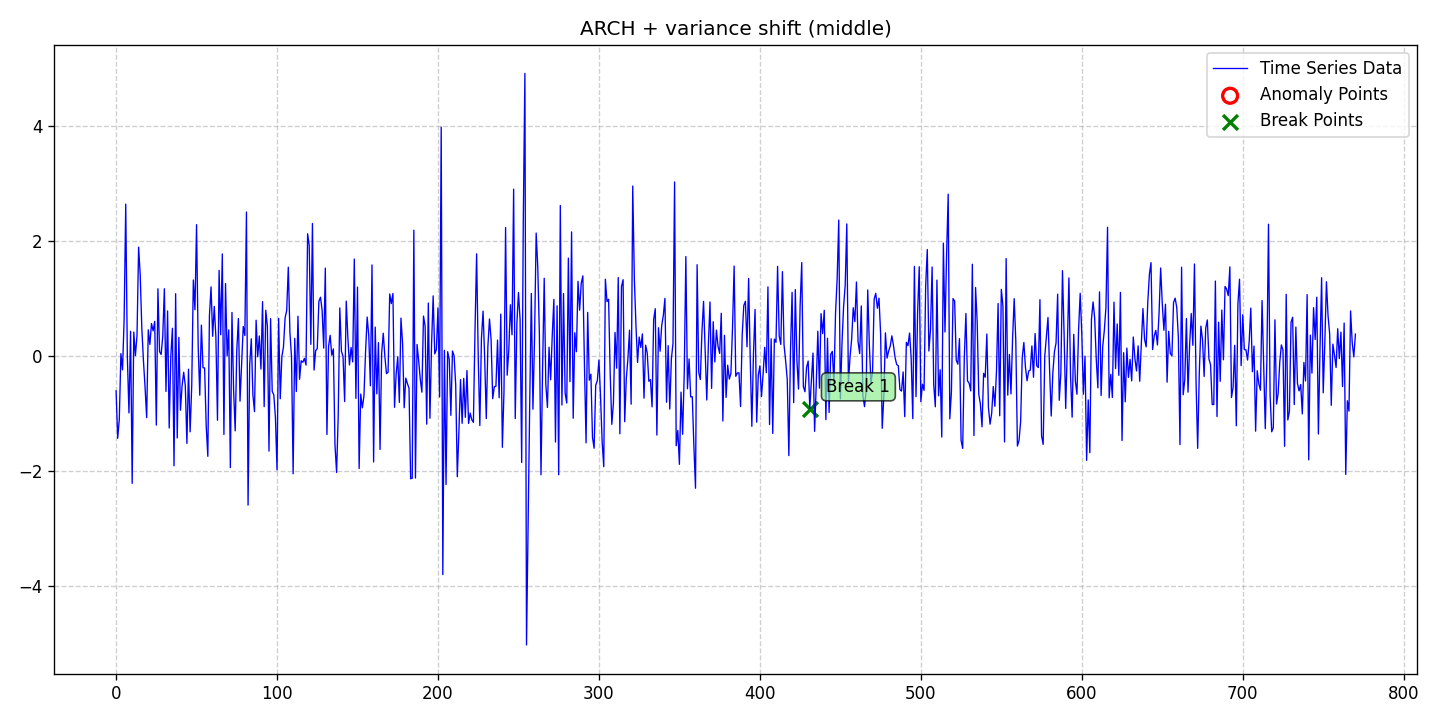 ARCH + variance shift (middle)
Time Series Data
Anomaly Points
Break Points
4
2
0
−2
−4
Break 1
0
100
200
300
400
500
600
700
800